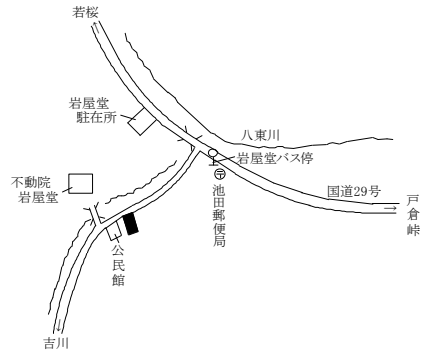 若桜
岩屋堂
駐在所
八東川
岩屋堂バス停
不動院
岩屋堂
池田郵便局
国道29号
戸倉峠
公民館
吉川